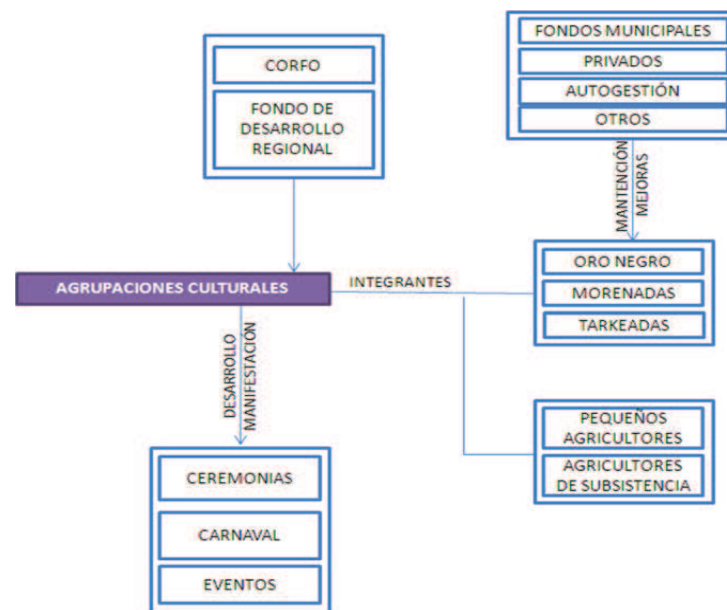 CORFO
FONDO DE
DESARROLLO
REGIONAL
FONDOS MUNICIPALES
PRIVADOS
AUTOGESTIÓN
OTROS
MANTENCIÓN
MEJORAS
AGRUPACIONES CULTURALES
INTEGRANTES
ORO NEGRO
MORENADAS
TARKEADAS
DESARROLLO
MANIFESTACIÓN
PEQUEÑOS
AGRICULTORES
AGRICULTORES
DE SUBSISTENCIA
CEREMONIAS
CARNAVAL
EVENTOS